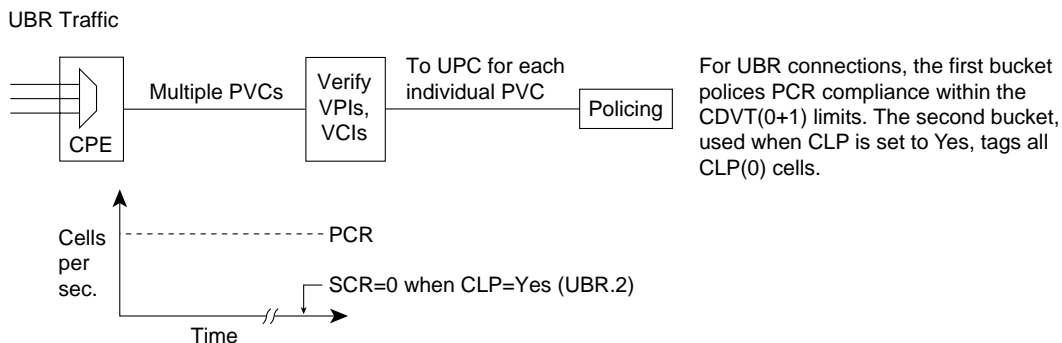 UBR Traffic
CPE
Multiple PVCs
Verify
VPIs,
VCIs
To UPC for each
individual PVC
Policing
For UBR connections, the first bucket
polices PCR compliance within the
CDVT(0+1) limits. The second bucket,
used when CLP is set to Yes, tags all
CLP(0) cells.
Cells
per
sec.
PCR
SCR=0 when CLP=Yes (UBR.2)
Time